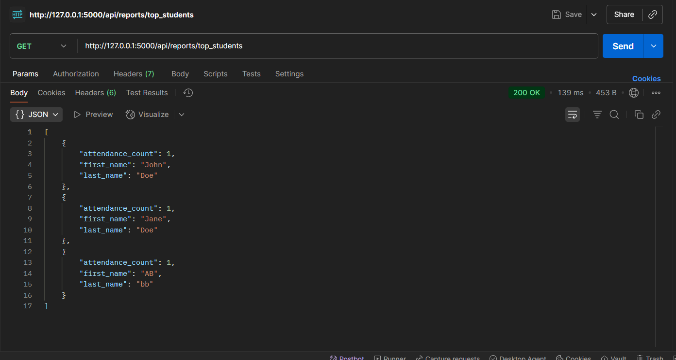 HTTP http://127.0.0.1:5000/api/reports/top_students
Save
Share
GET http://127.0.0.1:5000/api/reports/top_students
Send
Params Authorization Headers (7) Body Scripts Tests Settings
Cookies
Body Cookies Headers (6) Test Results
200 OK • 139 ms • 453 B
{} JSON Preview Visualize
1 [
2 {
3 "attendance_count": 1,
4 "first_name": "John",
5 "last_name": "Doe"
6 },
7 {
8 "attendance_count": 1,
9 "first_name": "Jane",
10 "last_name": "Doe"
11 },
12 {
13 "attendance_count": 1,
14 "first_name": "AB",
15 "last_name": "bb"
16 }
17 ]
Postbot Runner Capture requests Desktop Agent Cookies Vault Trash